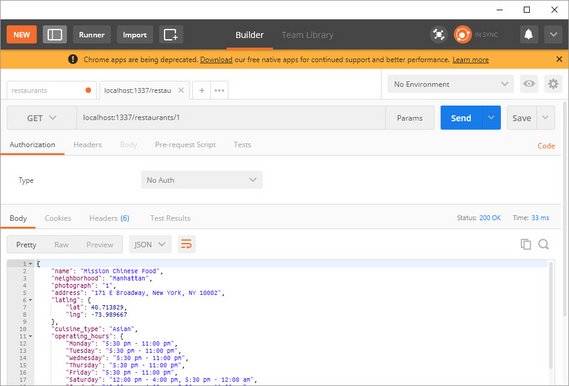 NEW Runner Import Builder Team Library IN SYNC
Chrome apps are being deprecated. Download our free native apps for continued support and better performance. Learn more
restaurants localhost:1337/restau No Environment
GET localhost:1337/restaurants/1 Params Send Save
Authorization Headers Body Pre-request Script Tests Code
Type No Auth
Body Cookies Headers (6) Test Results Status: 200 OK Time: 33 ms
Pretty Raw Preview JSON
1 {
2 "name": "Mission Chinese Food",
3 "neighborhood": "Manhattan",
4 "photograph": "1",
5 "address": "171 E Broadway, New York, NY 10002",
6 "latlng": {
7 "lat": 40.713829,
8 "lng": -73.989667
9 },
10 "cuisine_type": "Asian",
11 "operating_hours": {
12 "Monday": "5:30 pm - 11:00 pm",
13 "Tuesday": "5:30 pm - 11:00 pm",
14 "Wednesday": "5:30 pm - 11:00 pm",
15 "Thursday": "5:30 pm - 11:00 pm",
16 "Friday": "5:30 pm - 11:00 pm",
17 "Saturday": "12:00 pm - 4:00 pm, 5:30 pm - 12:00 am",